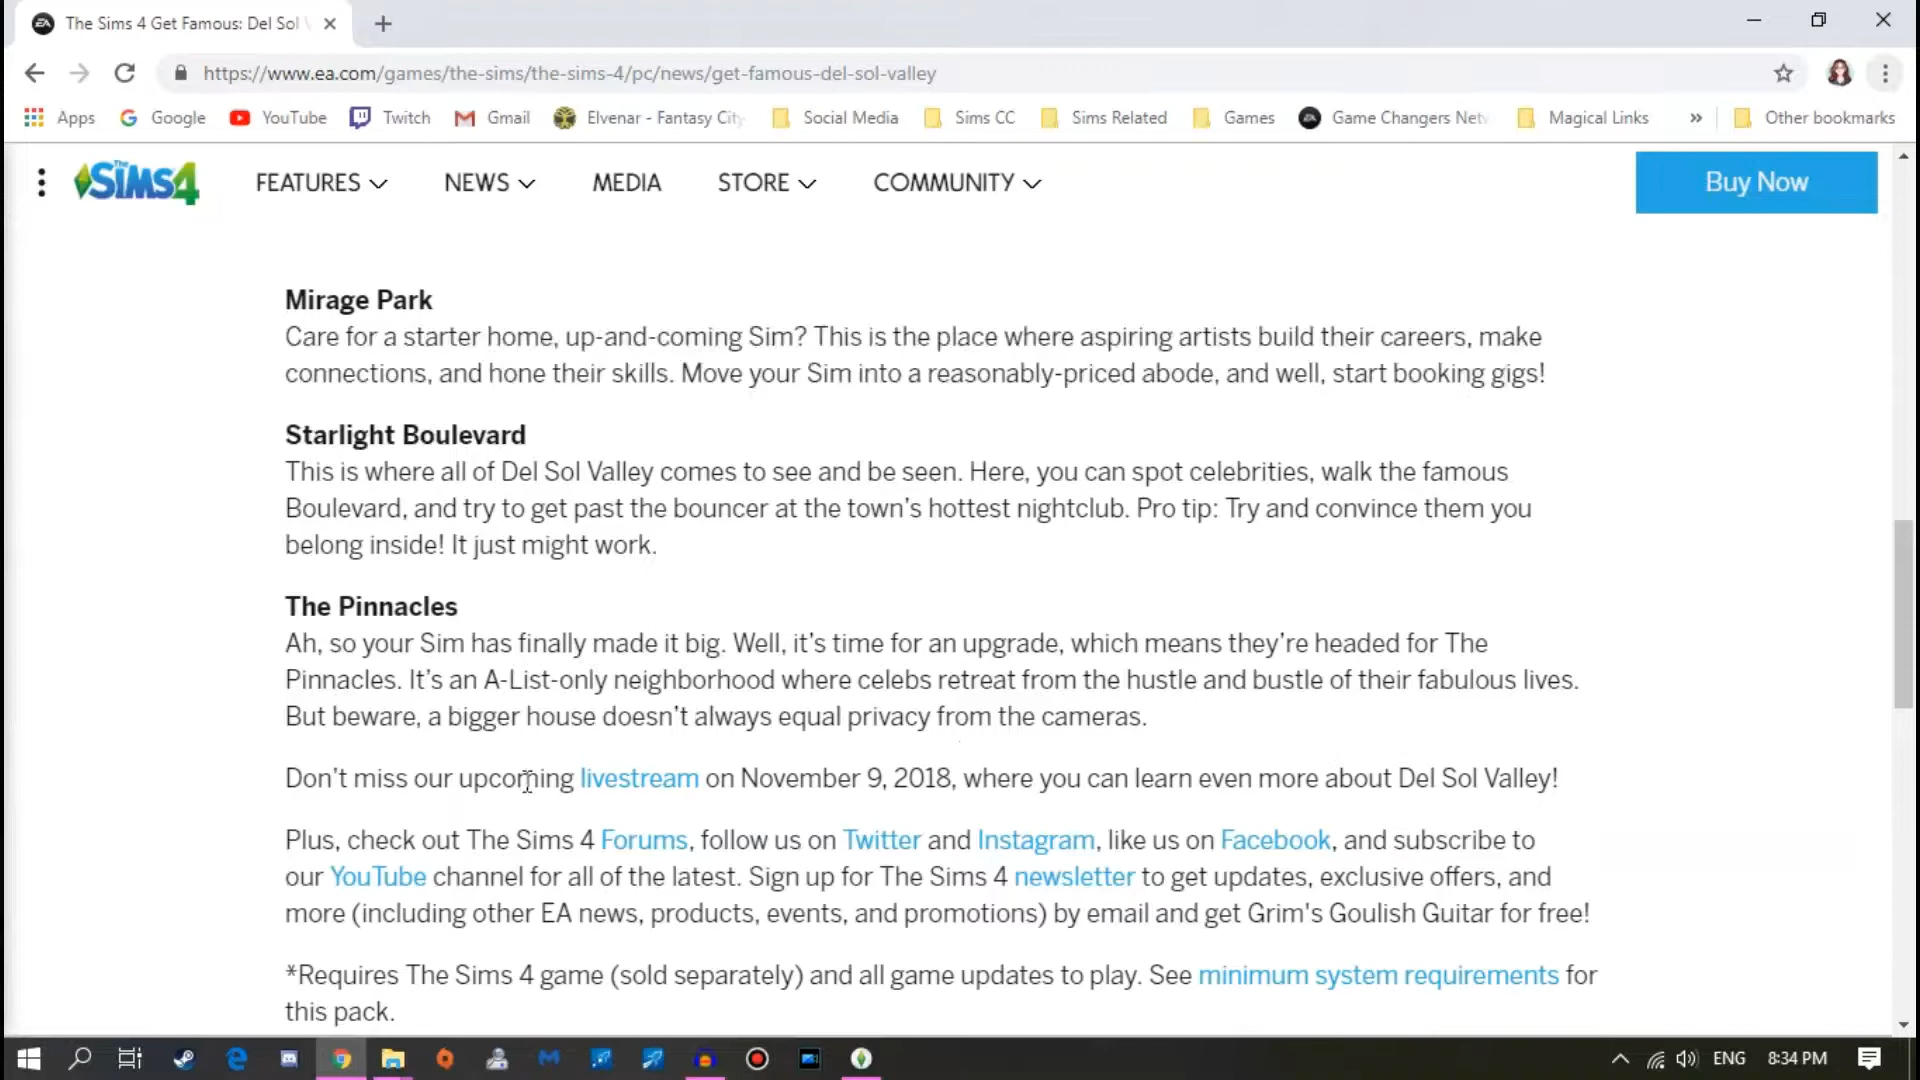 The Sims 4 Get Famous: Del Sol
https://www.ea.com/games/the-sims/the-sims-4/pc/news/get-famous-del-sol-valley
Apps Google YouTube Twitch Gmail Elvenar - Fantasy City Social Media Sims CC Sims Related Games Game Changers Net Magical Links » Other bookmarks
The SIMS 4 FEATURES NEWS MEDIA STORE COMMUNITY Buy Now
Mirage Park
Care for a starter home, up-and-coming Sim? This is the place where aspiring artists build their careers, make
connections, and hone their skills. Move your Sim into a reasonably-priced abode, and well, start booking gigs!
Starlight Boulevard
This is where all of Del Sol Valley comes to see and be seen. Here, you can spot celebrities, walk the famous
Boulevard, and try to get past the bouncer at the town's hottest nightclub. Pro tip: Try and convince them you
belong inside! It just might work.
The Pinnacles
Ah, so your Sim has finally made it big. Well, it's time for an upgrade, which means they're headed for The
Pinnacles. It's an A-List-only neighborhood where celebs retreat from the hustle and bustle of their fabulous lives.
But beware, a bigger house doesn't always equal privacy from the cameras.
Don't miss our upcoming livestream on November 9, 2018, where you can learn even more about Del Sol Valley!
Plus, check out The Sims 4 Forums, follow us on Twitter and Instagram, like us on Facebook, and subscribe to
our YouTube channel for all of the latest. Sign up for The Sims 4 newsletter to get updates, exclusive offers, and
more (including other EA news, products, events, and promotions) by email and get Grim's Goulish Guitar for free!
*Requires The Sims 4 game (sold separately) and all game updates to play. See minimum system requirements for
this pack.
ENG 8:34 PM